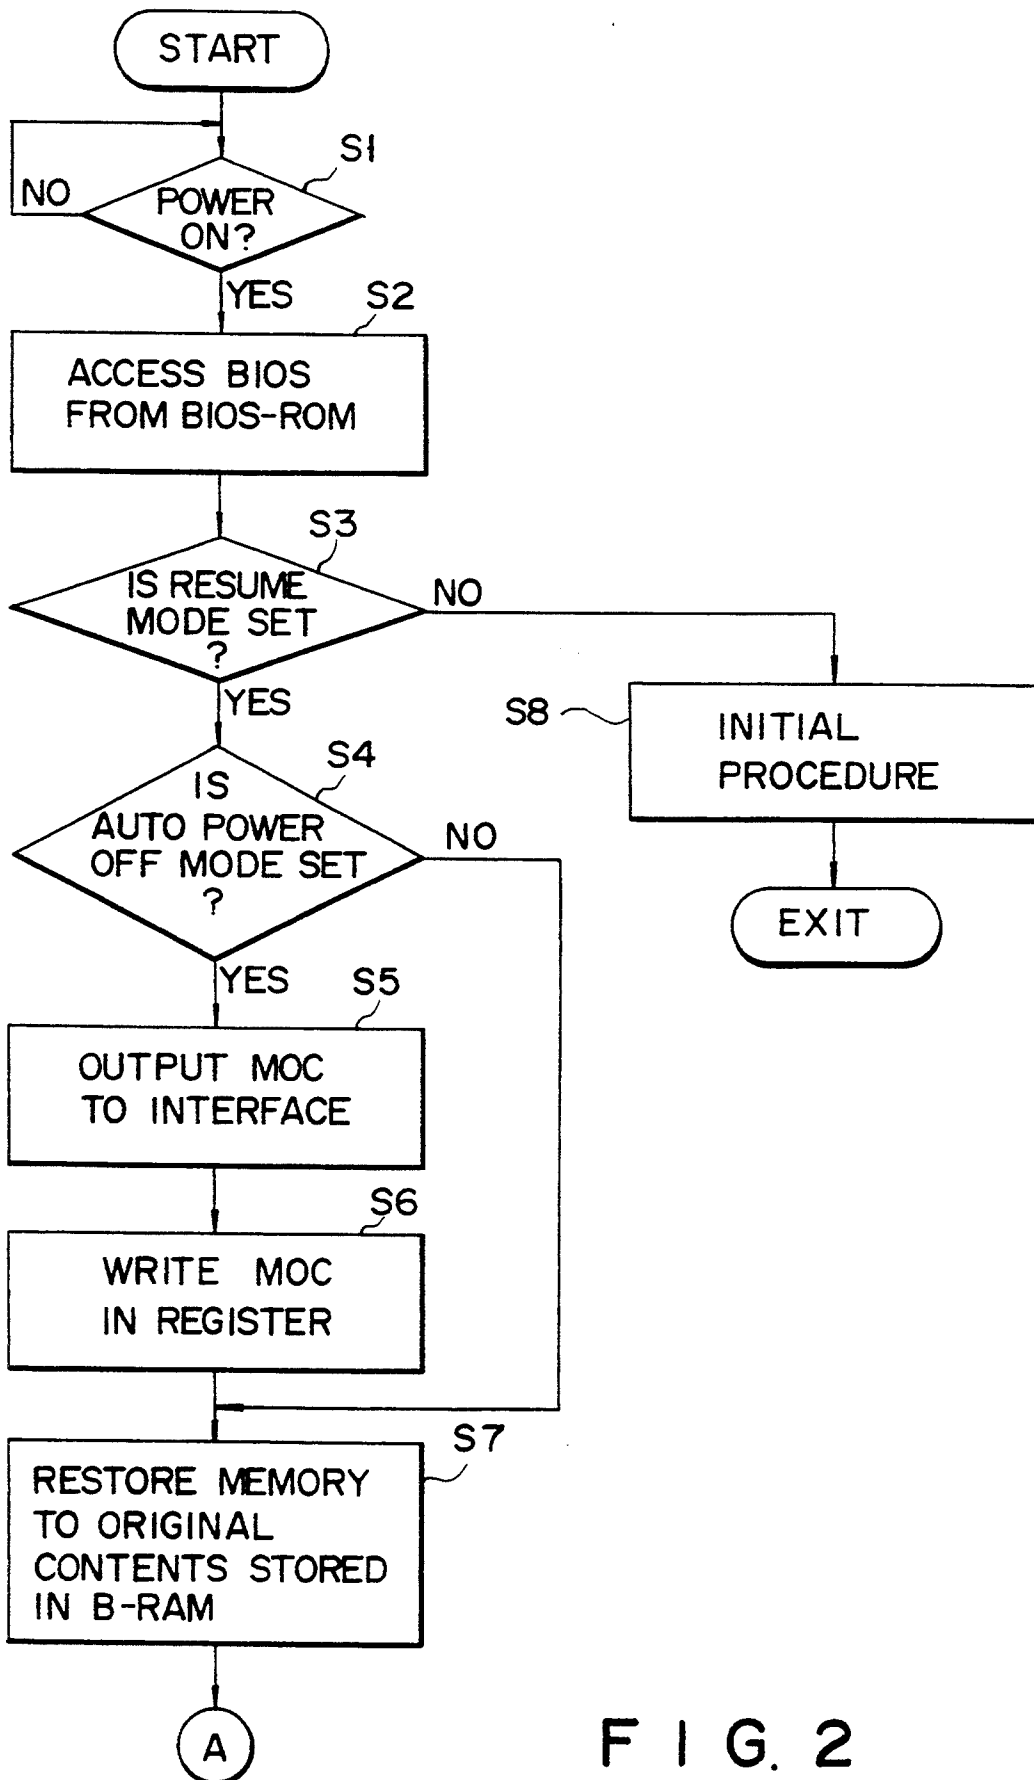 START
S1
NO
POWER
ON?
YES
S2
ACCESS BIOS
FROM BIOS-ROM
S3
IS RESUME
MODE SET
?
NO
YES
S8
INITIAL
PROCEDURE
S4
IS
AUTO POWER
OFF MODE SET
?
NO
EXIT
YES
S5
OUTPUT MOC
TO INTERFACE
S6
WRITE MOC
IN REGISTER
S7
RESTORE MEMORY
TO ORIGINAL
CONTENTS STORED
IN B-RAM
A
FIG. 2